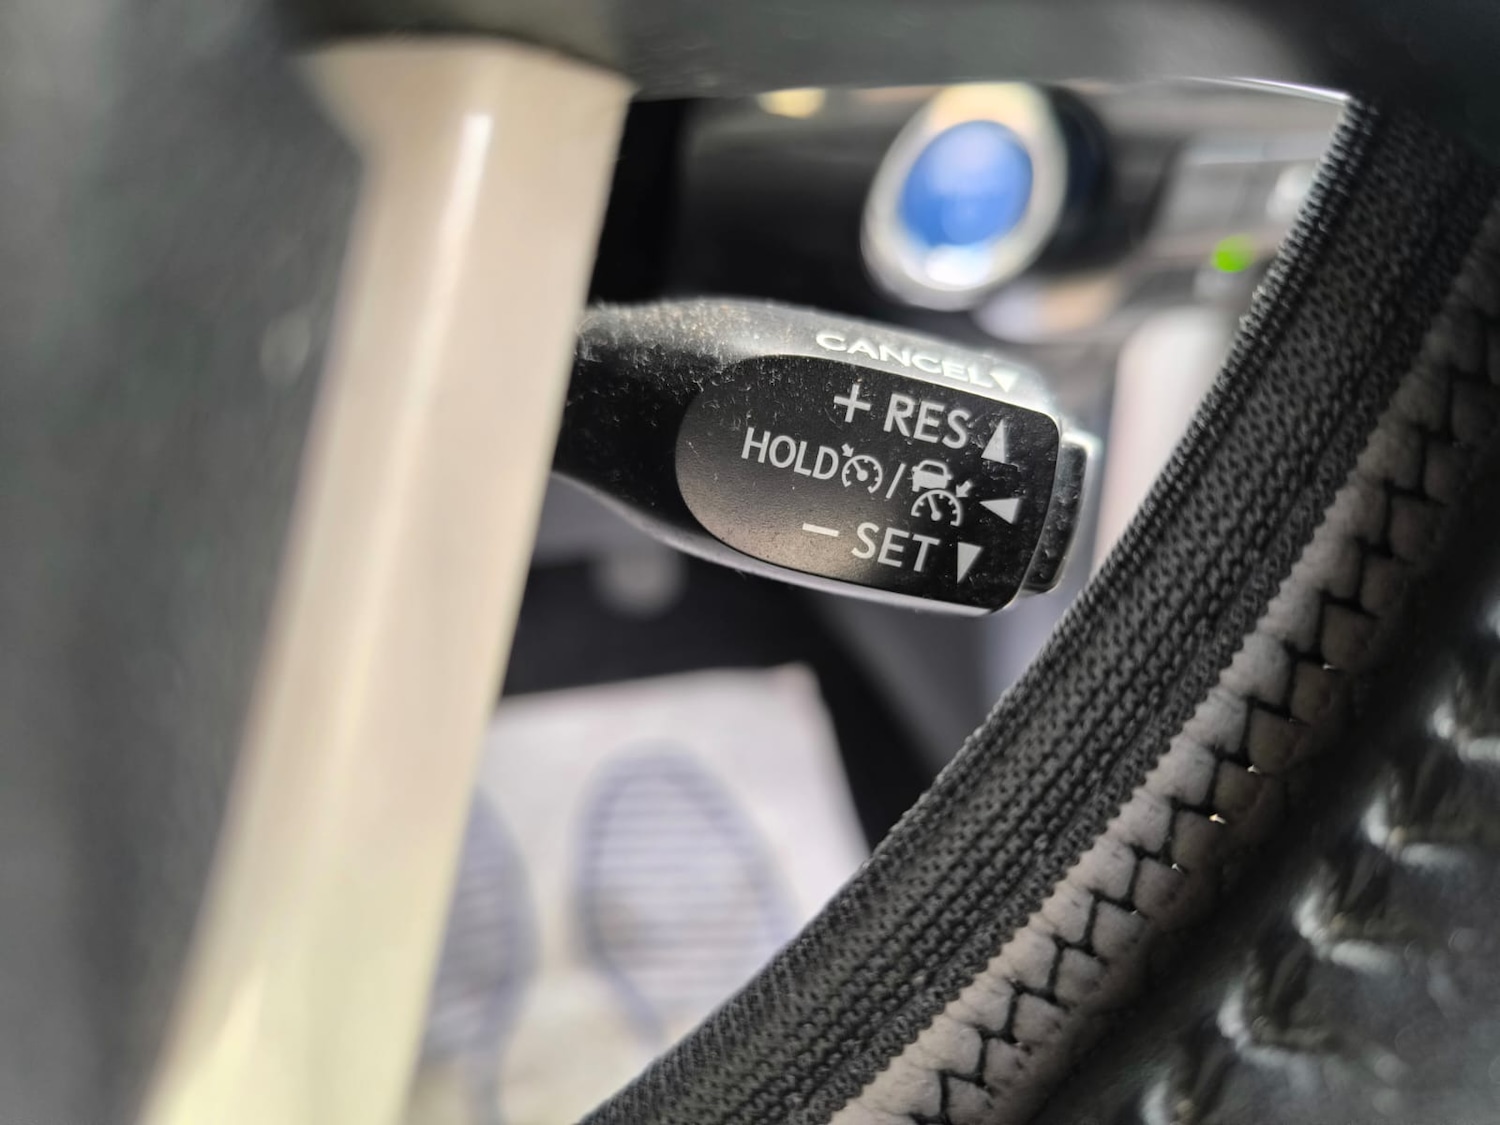 CANCEL
+ RES
HOLD /
− SET